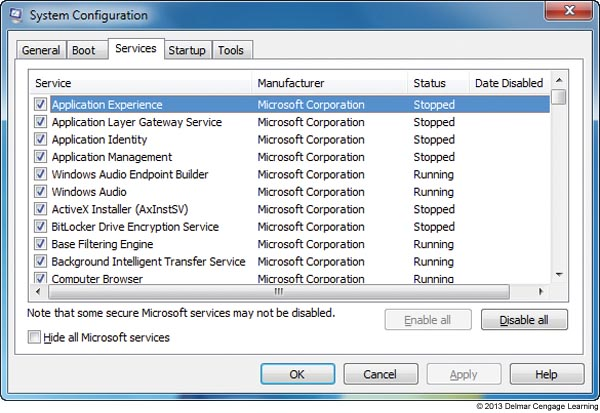 System Configuration
General Boot Services Startup Tools
Service Manufacturer Status Date Disabled
Application Experience Microsoft Corporation Stopped
Application Layer Gateway Service Microsoft Corporation Stopped
Application Identity Microsoft Corporation Stopped
Application Management Microsoft Corporation Stopped
Windows Audio Endpoint Builder Microsoft Corporation Running
Windows Audio Microsoft Corporation Running
ActiveX Installer (AxInstSV) Microsoft Corporation Stopped
BitLocker Drive Encryption Service Microsoft Corporation Stopped
Base Filtering Engine Microsoft Corporation Running
Background Intelligent Transfer Service Microsoft Corporation Running
Computer Browser Microsoft Corporation Running
Note that some secure Microsoft services may not be disabled.
Enable all Disable all
Hide all Microsoft services
OK Cancel Apply Help
© 2013 Delmar Cengage Learning